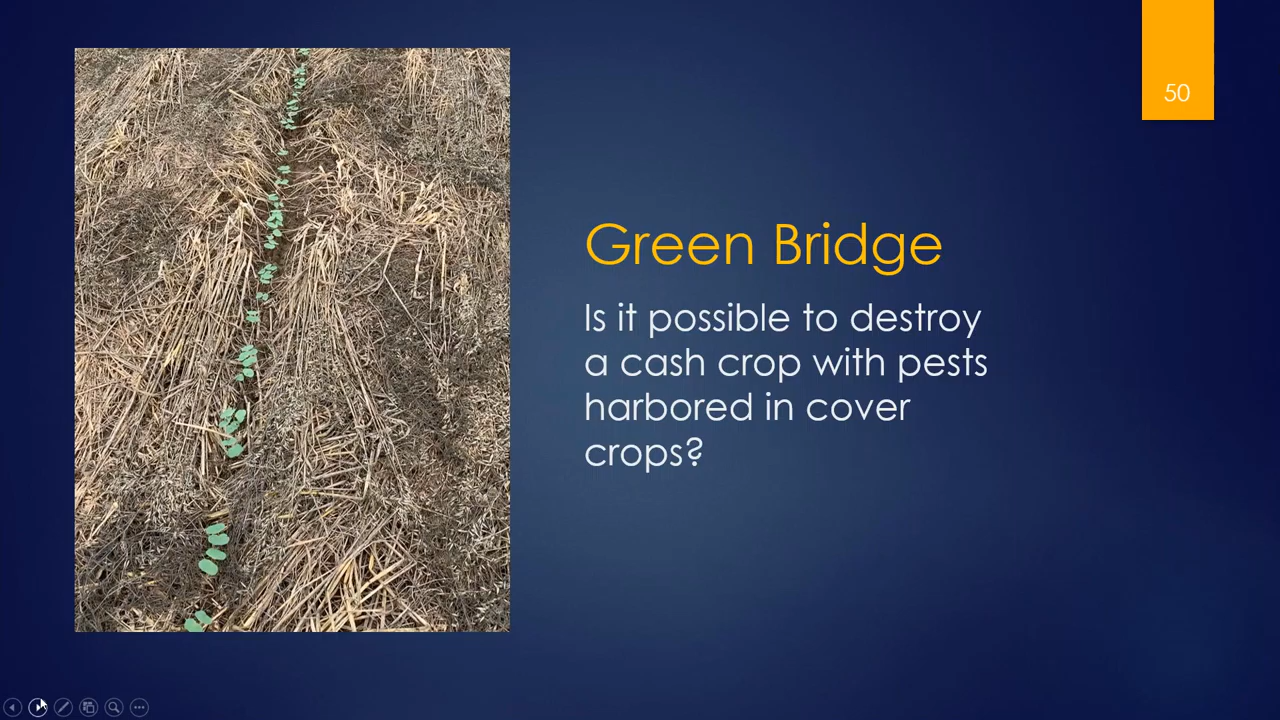 50
Green Bridge
Is it possible to destroy
a cash crop with pests
harbored in cover
crops?